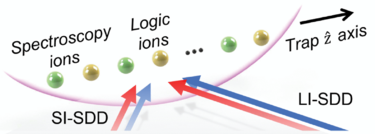 Spectroscopy
ions
Logic
ions
...
Trap ẑ axis
SI-SDD
LI-SDD